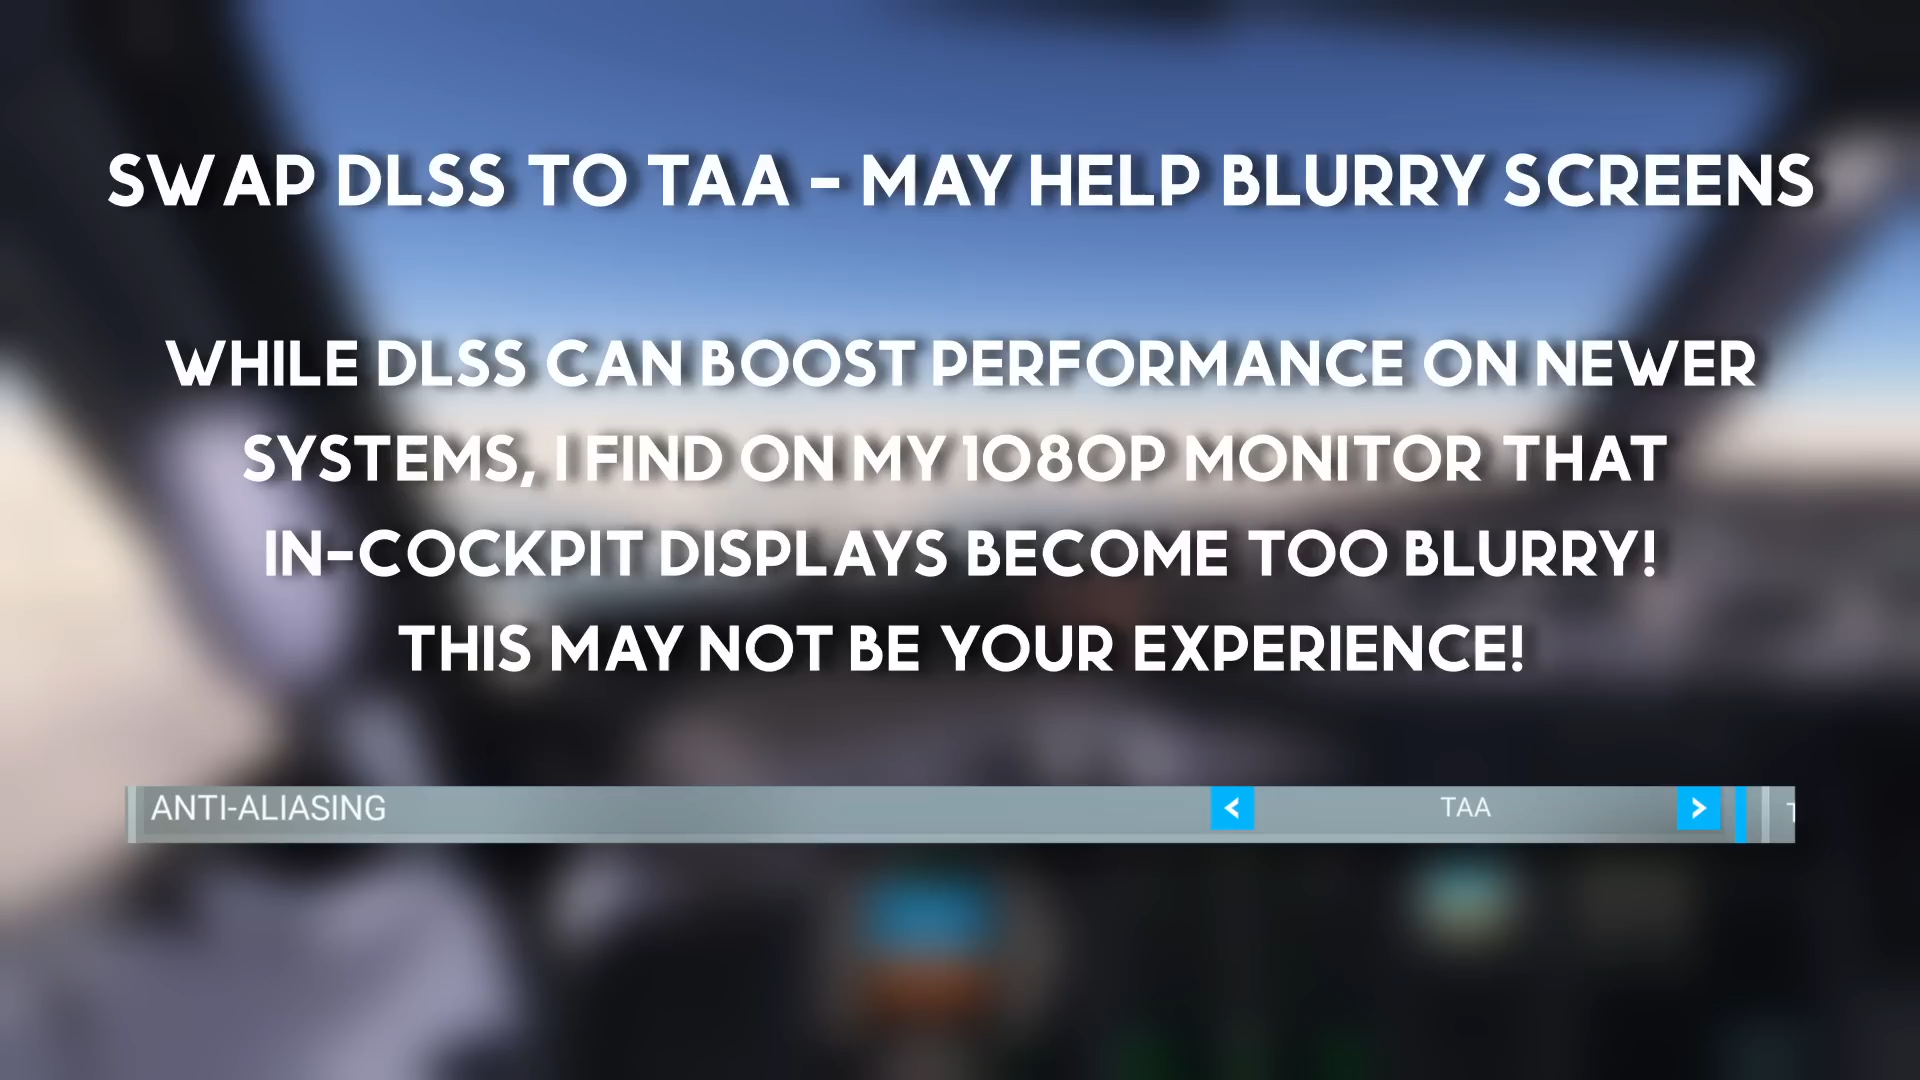 SWAP DLSS TO TAA - MAY HELP BLURRY SCREENS
WHILE DLSS CAN BOOST PERFORMANCE ON NEWER
SYSTEMS, I FIND ON MY 1080P MONITOR THAT
IN-COCKPIT DISPLAYS BECOME TOO BLURRY!
THIS MAY NOT BE YOUR EXPERIENCE!
ANTI-ALIASING < TAA >